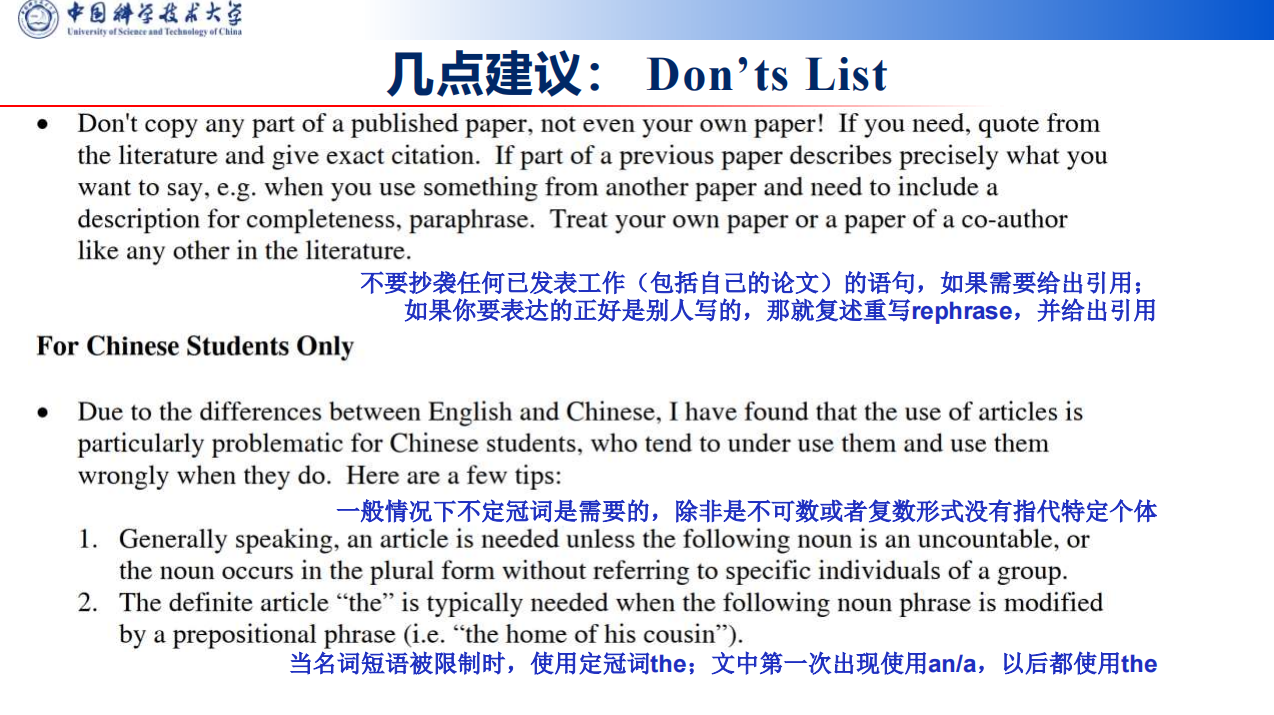 中国科学技术大学
University of Science and Technology of China
几点建议： Don’ts List
• Don't copy any part of a published paper, not even your own paper!  If you need, quote from
the literature and give exact citation.  If part of a previous paper describes precisely what you
want to say, e.g. when you use something from another paper and need to include a
description for completeness, paraphrase.  Treat your own paper or a paper of a co-author
like any other in the literature.
不要抄袭任何已发表工作（包括自己的论文）的语句，如果需要给出引用；
如果你要表达的正好是别人写的，那就复述重写rephrase，并给出引用
For Chinese Students Only
• Due to the differences between English and Chinese, I have found that the use of articles is
particularly problematic for Chinese students, who tend to under use them and use them
wrongly when they do.  Here are a few tips:
一般情况下不定冠词是需要的，除非是不可数或者复数形式没有指代特定个体
1. Generally speaking, an article is needed unless the following noun is an uncountable, or
the noun occurs in the plural form without referring to specific individuals of a group.
2. The definite article “the” is typically needed when the following noun phrase is modified
by a prepositional phrase (i.e. “the home of his cousin”).
当名词短语被限制时，使用定冠词the；文中第一次出现使用an/a，以后都使用the